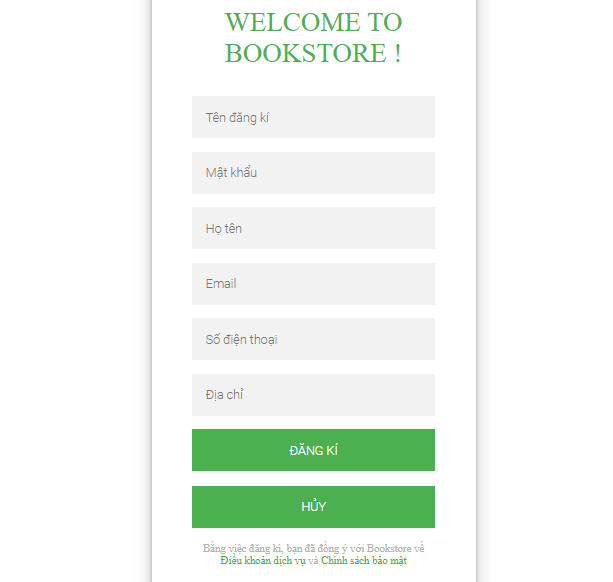 WELCOME TO
BOOKSTORE !
Tên đăng kí
Mật khẩu
Họ tên
Email
Số điện thoại
Địa chỉ
ĐĂNG KÍ
HỦY
Bằng việc đăng kí, bạn đã đồng ý với Bookstore về
Điều khoản dịch vụ và Chính sách bảo mật